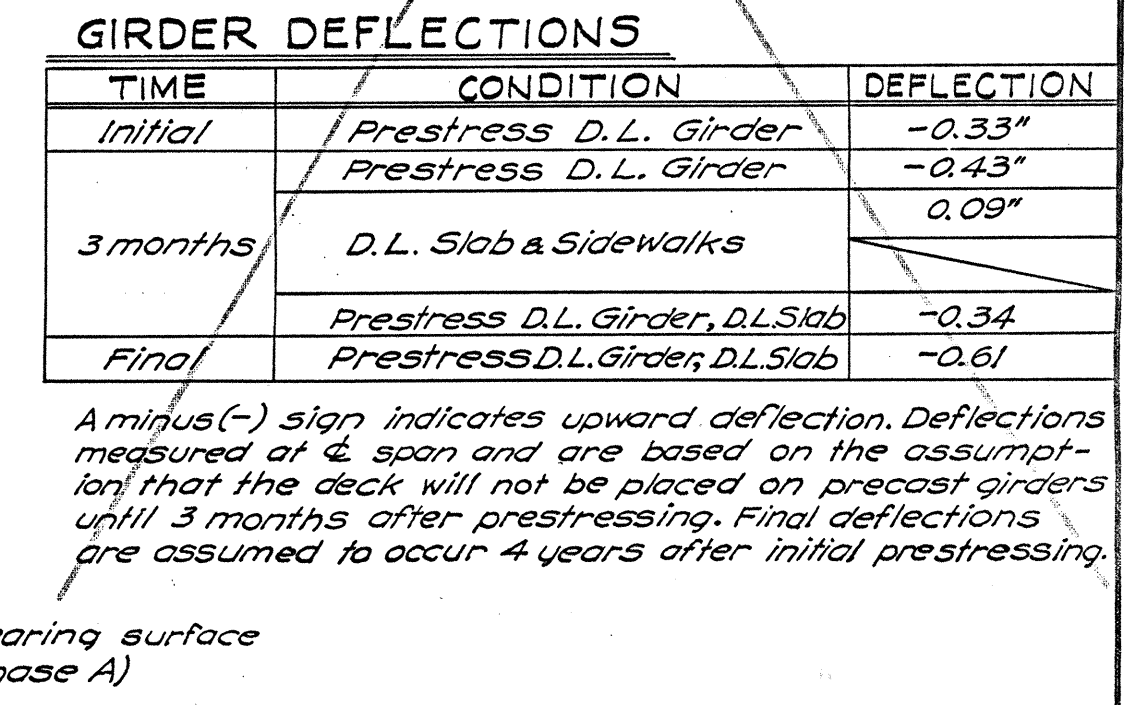 GIRDER DEFLECTIONS
TIME CONDITION DEFLECTION
Initial Prestress D.L. Girder -0.33"
Prestress D.L. Girder -0.43"
0.09"
3 months D.L. Slab & Sidewalks
Prestress D.L. Girder, D.L. Slab -0.34
Final Prestress D.L. Girder, D.L. Slab -0.61
A minus (-) sign indicates upward deflection. Deflections
measured at ℄ span and are based on the assumpt-
ion that the deck will not be placed on precast girders
until 3 months after prestressing. Final deflections
are assumed to occur 4 years after initial prestressing.
earing surface
ase A)